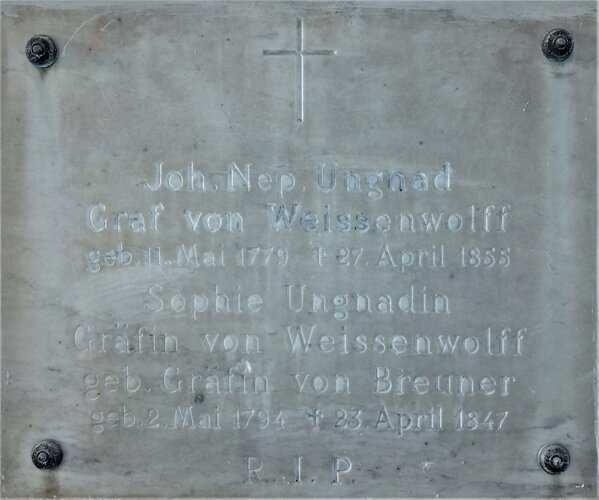 Joh. Nep. Ungnad
Graf von Weissenwolff
geb. 11. Mai 1779 ✝ 27. April 1855
Sophie Ungnadin
Gräfin von Weissenwolff
geb. Gräfin von Breuner
geb. 2. Mai 1794 ✝ 23. April 1847
R. I. P.